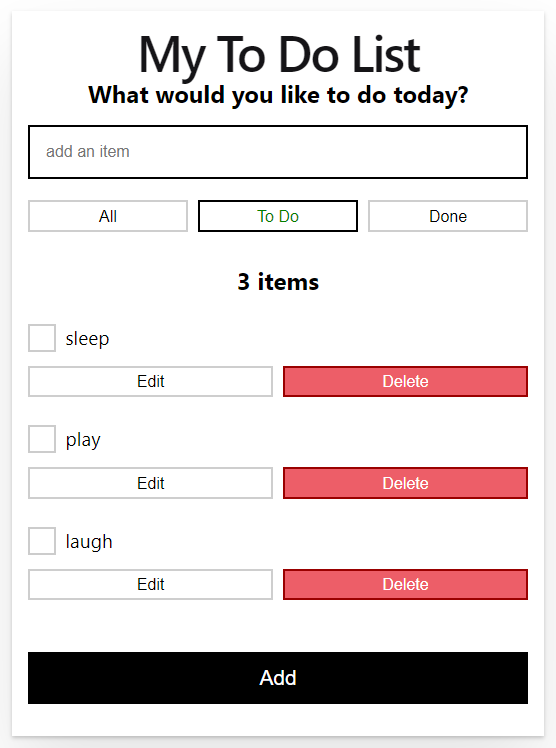 My To Do List
What would you like to do today?
add an item
All To Do Done
3 items
sleep
Edit Delete
play
Edit Delete
laugh
Edit Delete
Add